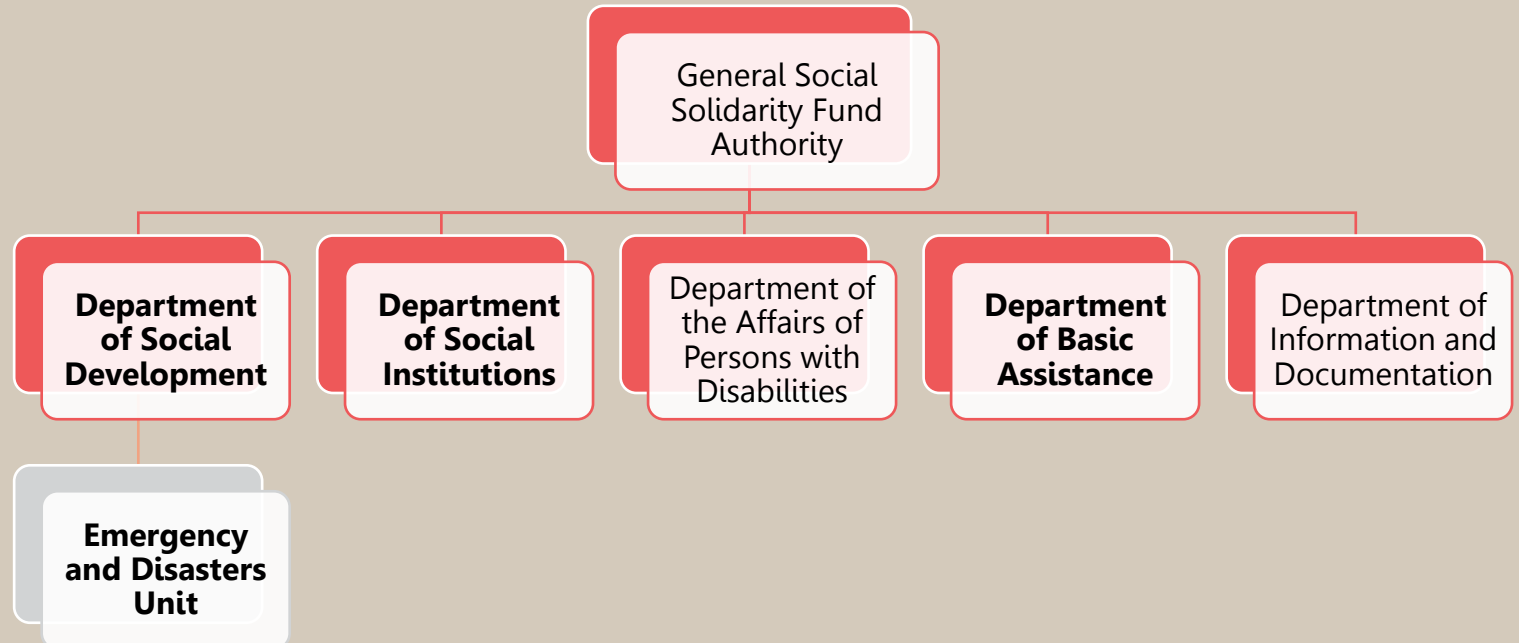 General Social
Solidarity Fund
Authority
Department
of Social
Development
Department
of Social
Institutions
Department of
the Affairs of
Persons with
Disabilities
Department
of Basic
Assistance
Department of
Information and
Documentation
Emergency
and Disasters
Unit